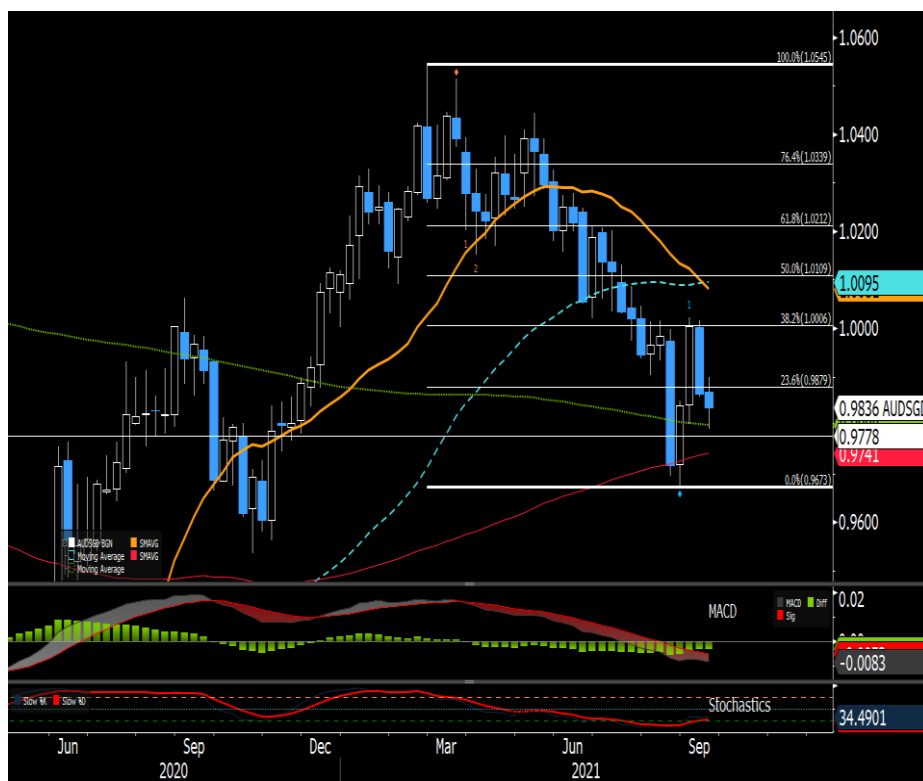 1.0600
100.0%(1.0545)
1.0400
76.4%(1.0339)
61.8%(1.0212)
1.0200
1
2
50.0%(1.0109)
1.0095
1
38.2%(1.0006)
1.0000
23.6%(0.9879)
0.9836 AUDSGD
0.9778
0.9741
0.0%(0.9673)
0.9600
AUDSGD BGN SMAVG
Moving Average SMAVG
Moving Average
MACD
MACD Diff
Sig
0.02
-0.0083
Slow %K Slow %D
Stochastics
34.4901
Jun Sep Dec Mar Jun Sep
2020 2021